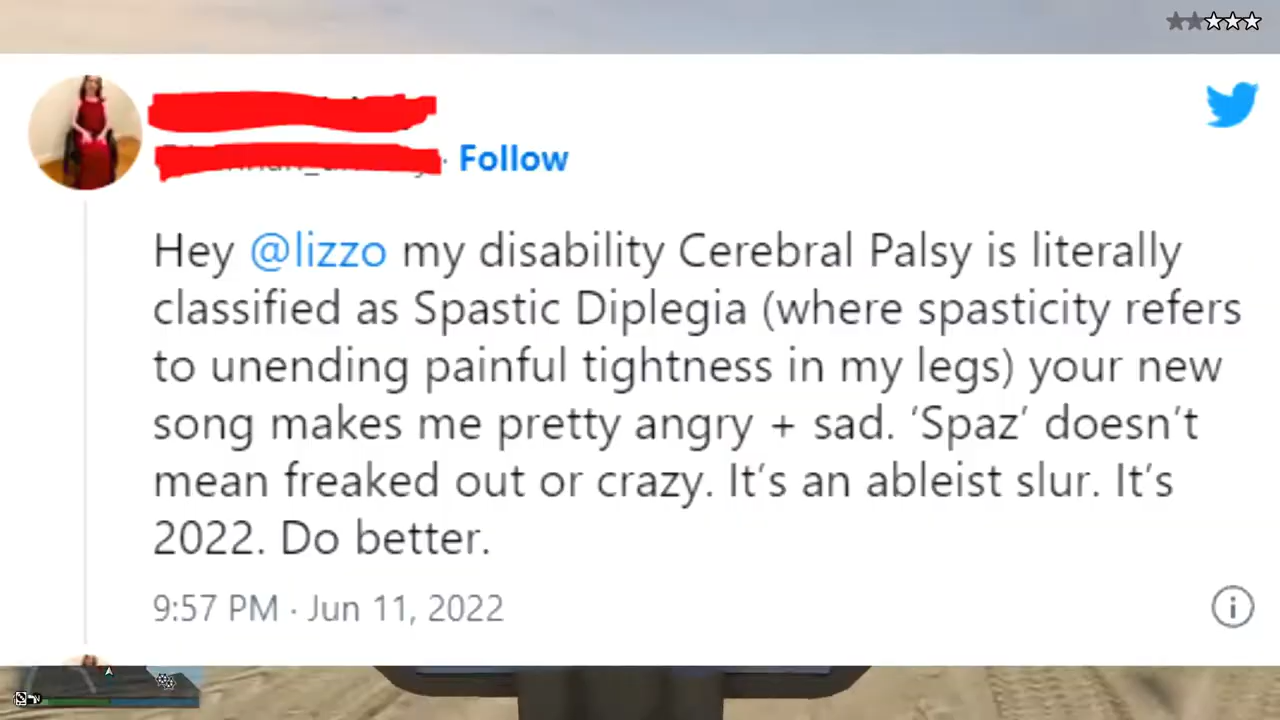 Follow
Hey @lizzo my disability Cerebral Palsy is literally
classified as Spastic Diplegia (where spasticity refers
to unending painful tightness in my legs) your new
song makes me pretty angry + sad. ‘Spaz’ doesn’t
mean freaked out or crazy. It’s an ableist slur. It’s
2022. Do better.
9:57 PM · Jun 11, 2022